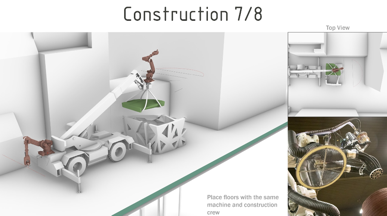 Construction 7/8
Top View
Place floors with the same
machine and construction
crew